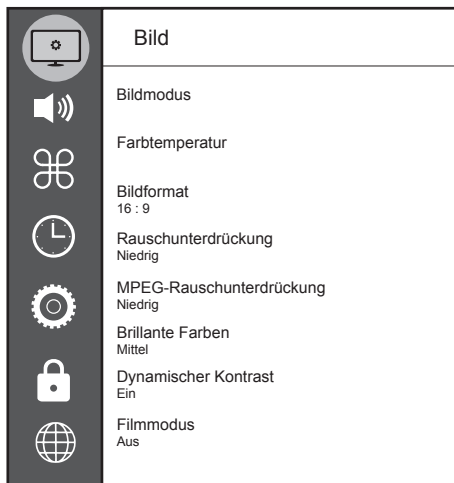 Bild
Bildmodus
Farbtemperatur
Bildformat
16 : 9
Rauschunterdrückung
Niedrig
MPEG-Rauschunterdrückung
Niedrig
Brillante Farben
Mittel
Dynamischer Kontrast
Ein
Filmmodus
Aus